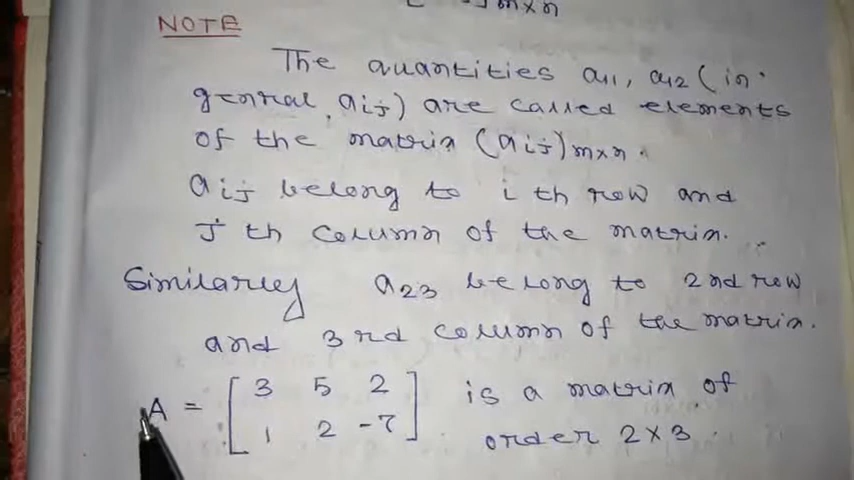 m×n
NOTE
The quantities a11, a12 (in
genral, aij) are called elements
of the matrix (aij)m×n.
aij belong to i th row and
j th column of the matrix.
Similarly a23 belong to 2nd row
and 3rd column of the matrix.
A = [ 3 5 2 ] is a matrix of
[ 1 2 -7 ] order 2×3